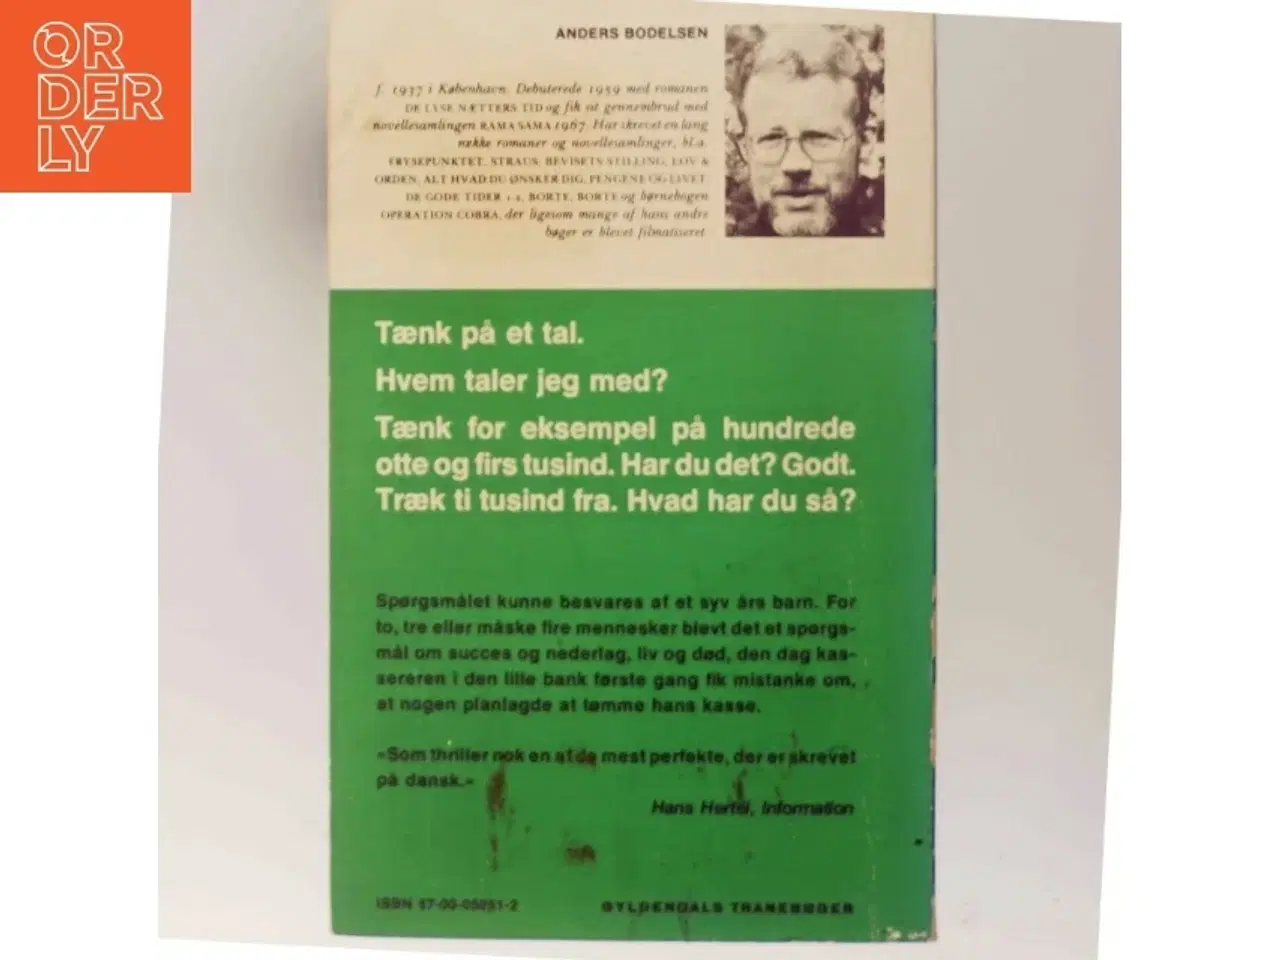 OR
DER
LY
ANDERS BODELSEN
f. 1937 i København. Debuterede 1959 med romanen
DE LYSE NÆTTERS TID og fik sit gennembrud med
novellesamlingen RAMA SAMA 1967. Har skrevet en lang
række romaner og novellesamlinger, bl.a.
FRYSEPUNKTET, STRAUS, BEVISETS STILLING, LOV &
ORDEN, ALT HVAD DU ØNSKER DIG, PENGENE OG LIVET,
DE GODE TIDER 1-2, BORTE, BORTE og børnebogen
OPERATION COBRA, der ligesom mange af hans andre
bøger er blevet filmatiseret.
Tænk på et tal.
Hvem taler jeg med?
Tænk for eksempel på hundrede
otte og firs tusind. Har du det? Godt.
Træk ti tusind fra. Hvad har du så?
Spørgsmålet kunne besvares af et syv års barn. For
to, tre eller måske fire mennesker blevt det et spørgs-
mål om succes og nederlag, liv og død, den dag kas-
sereren i den lille bank første gang fik mistanke om,
at nogen planlagde at tømme hans kasse.
»Som thriller nok en af de mest perfekte, der er skrevet
på dansk.«
Hans Hertel, Information
ISBN 87-00-05051-2
GYLDENDALS TRANEBØGER